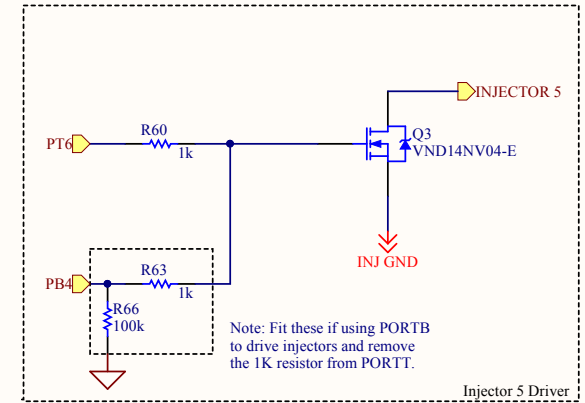 INJECTOR 5
R60
Q3
PT6
1k
VND14NV04-E
INJ GND
R63
PB4
1k
R66
100k
Note: Fit these if using PORTB
to drive injectors and remove
the 1K resistor from PORTT.
Injector 5 Driver